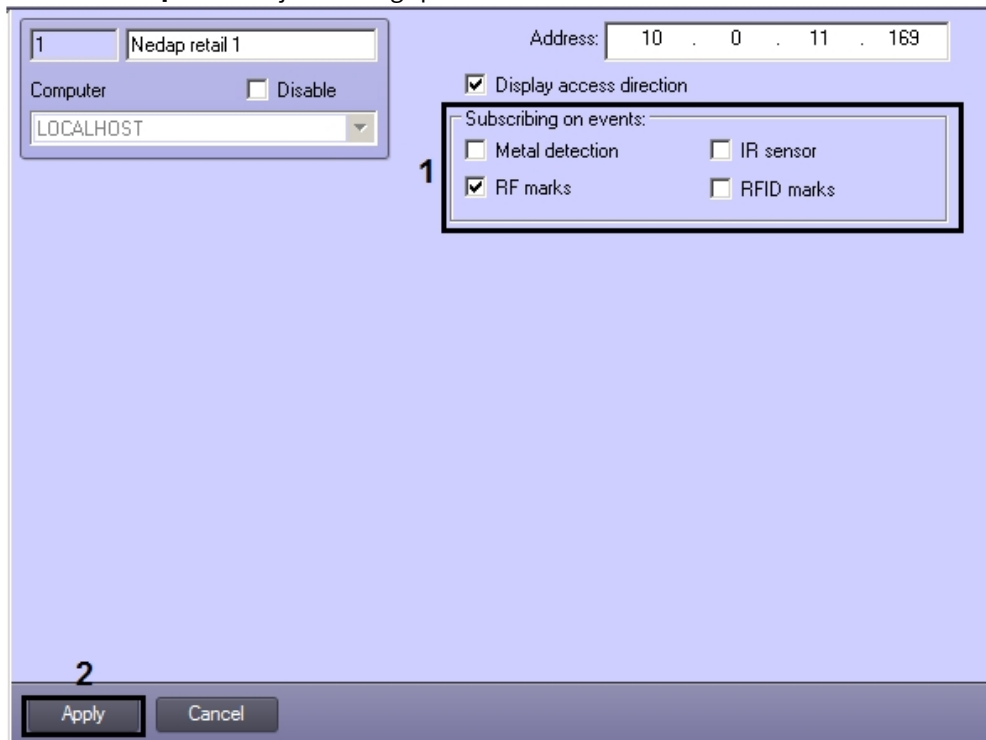 1 Nedap retail 1
Address: 10 . 0 . 11 . 169
Computer Disable
Display access direction
LOCALHOST
Subscribing on events:
1
Metal detection IR sensor
RF marks RFID marks
2
Apply Cancel